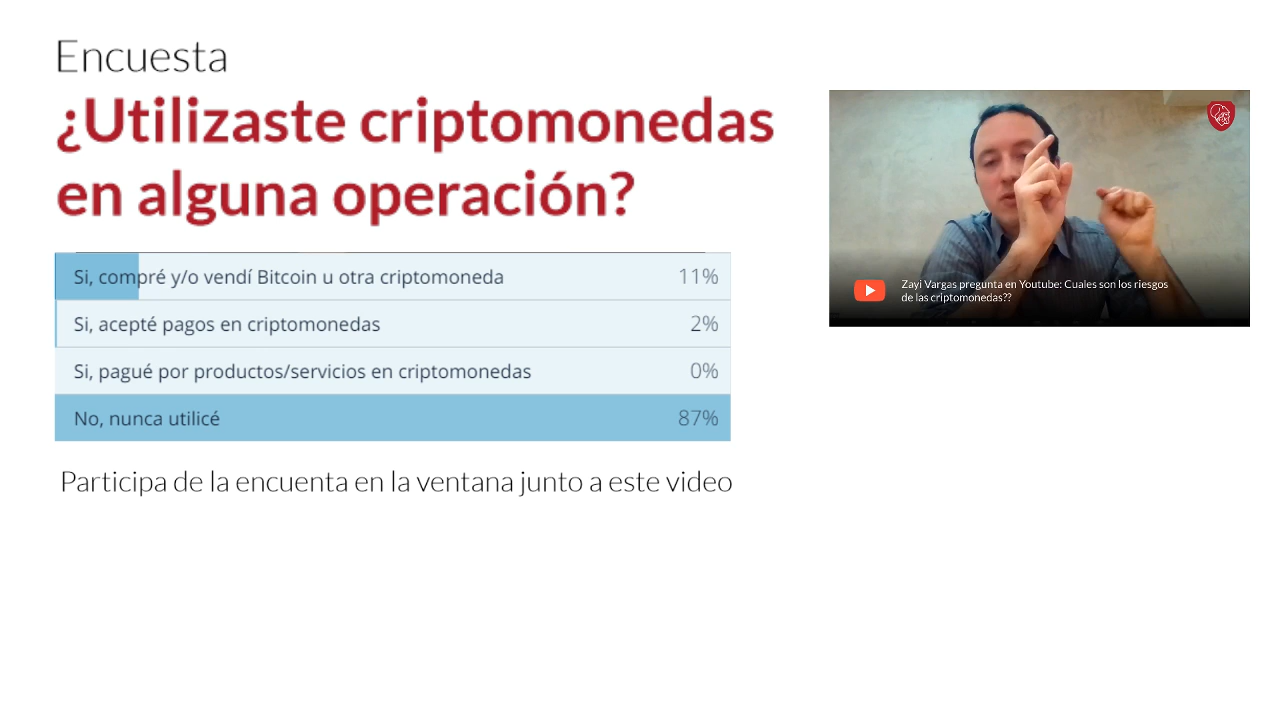 Encuesta
¿Utilizaste criptomonedas
en alguna operación?
Si, compré y/o vendí Bitcoin u otra criptomoneda 11%
Si, acepté pagos en criptomonedas 2%
Si, pagué por productos/servicios en criptomonedas 0%
No, nunca utilicé 87%
Participa de la encuenta en la ventana junto a este video
Zayi Vargas pregunta en Youtube: Cuales son los riesgos
de las criptomonedas??